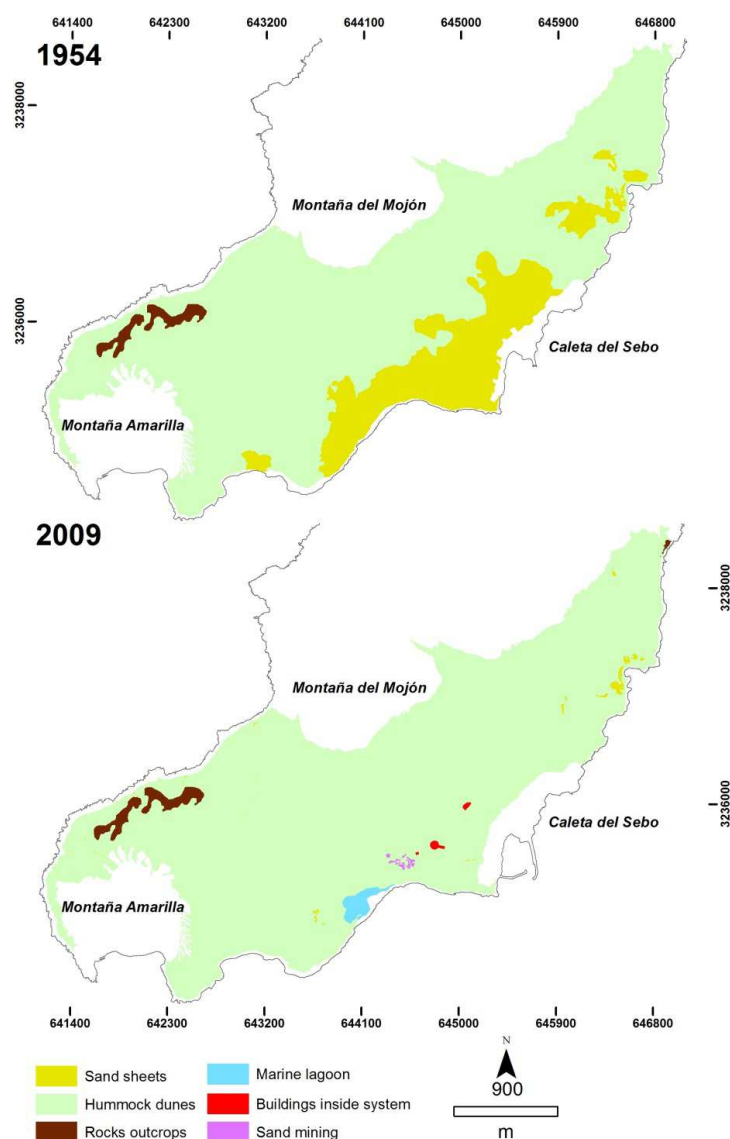 641400 642300 643200 644100 645000 645900 646800
1954
3238000
Montaña del Mojón
3236000
Caleta del Sebo
Montaña Amarilla
2009
3238000
Montaña del Mojón
3236000
Caleta del Sebo
Montaña Amarilla
641400 642300 643200 644100 645000 645900 646800
Sand sheets
Hummock dunes
Rocks outcrops
Marine lagoon
Buildings inside system
Sand mining
N
900
m